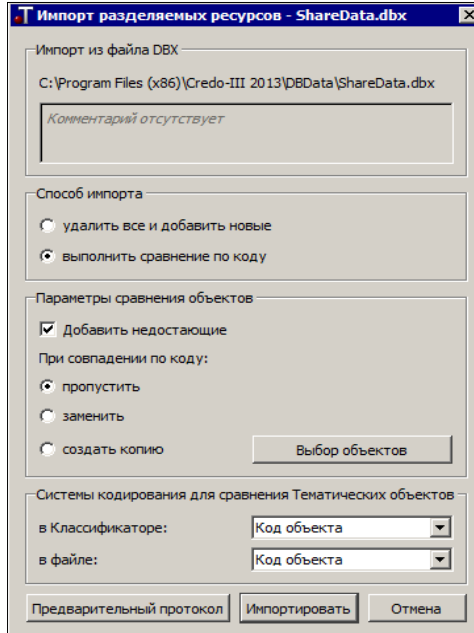 Импорт разделяемых ресурсов - ShareData.dbx
Импорт из файла DBX
C:\Program Files (x86)\Credo-III 2013\DBData\ShareData.dbx
Комментарий отсутствует
Способ импорта
удалить все и добавить новые
выполнить сравнение по коду
Параметры сравнения объектов
Добавить недостающие
При совпадении по коду:
пропустить
заменить
создать копию Выбор объектов
Системы кодирования для сравнения Тематических объектов
в Классификаторе: Код объекта
в файле: Код объекта
Предварительный протокол Импортировать Отмена